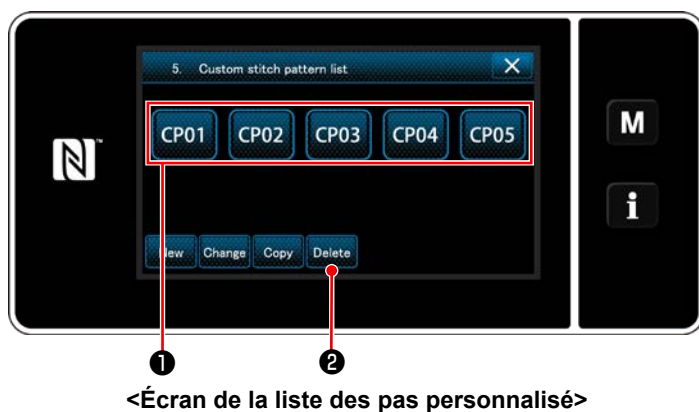 5. Custom stitch pattern list
CP01 CP02 CP03 CP04 CP05
M
i
New Change Copy Delete
❶ ❷
<Écran de la liste des pas personnalisé>